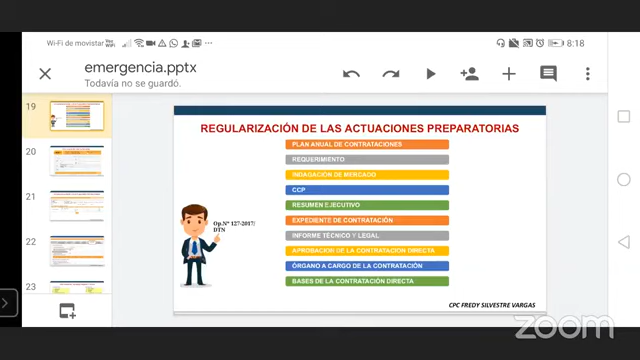 Wi-Fi de movistar Voy WiFi
8:18
emergencia.pptx
Todavía no se guardó.
19
20
21
22
23
REGULARIZACIÓN DE LAS ACTUACIONES PREPARATORIAS
PLAN ANUAL DE CONTRATACIONES
REQUERIMIENTO
INDAGACIÓN DE MERCADO
CCP
RESUMEN EJECUTIVO
EXPEDIENTE DE CONTRATACIÓN
INFORME TÉCNICO Y LEGAL
APROBACIÓN DE LA CONTRATACIÓN DIRECTA
ÓRGANO A CARGO DE LA CONTRATACIÓN
BASES DE LA CONTRATACIÓN DIRECTA
Op.Nº 127-2017/
DTN
CPC FREDY SILVESTRE VARGAS
zoom